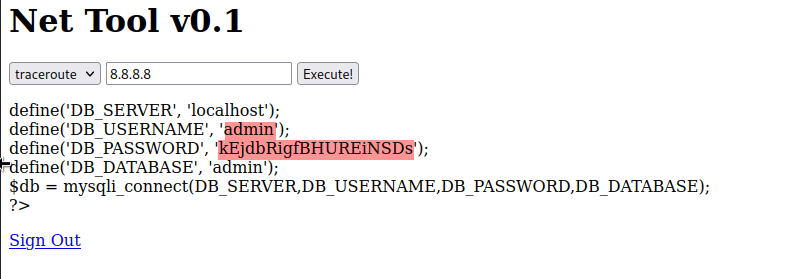 Net Tool v0.1
traceroute 8.8.8.8 Execute!
define('DB_SERVER', 'localhost');
define('DB_USERNAME', 'admin');
define('DB_PASSWORD', 'kEjdbRigfBHUREiNSDs');
define('DB_DATABASE', 'admin');
$db = mysqli_connect(DB_SERVER,DB_USERNAME,DB_PASSWORD,DB_DATABASE);
?>
Sign Out